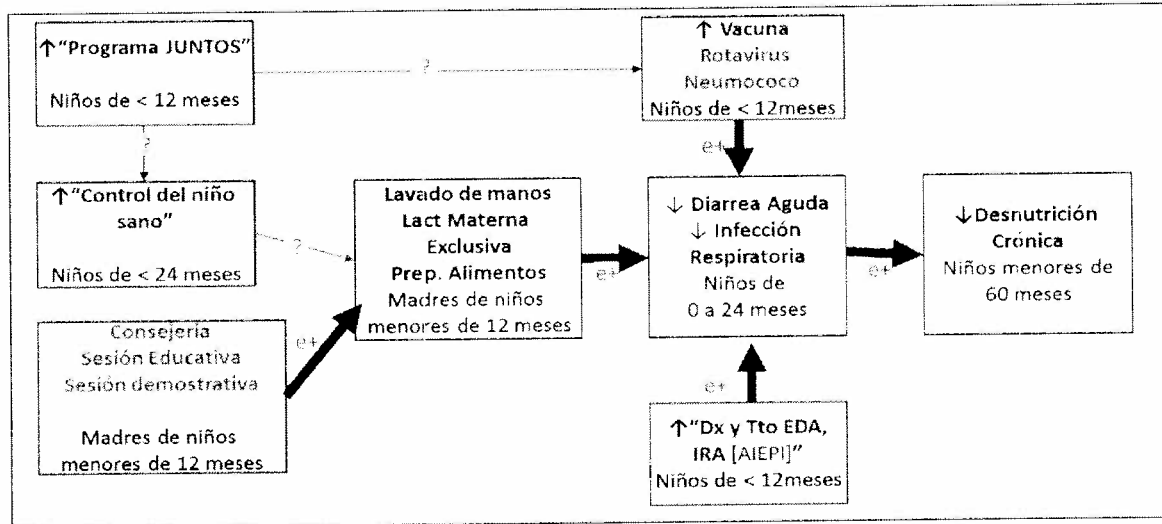 ↑"Programa JUNTOS"
Niños de < 12 meses
?
?
↑ Vacuna
Rotavirus
Neumococo
Niños de < 12meses
e+
↑"Control del niño
sano"
Niños de < 24 meses
?
Lavado de manos
Lact Materna
Exclusiva
Prep. Alimentos
Madres de niños
menores de 12 meses
e+
↓ Diarrea Aguda
↓ Infección
Respiratoria
Niños de
0 a 24 meses
e+
↓Desnutrición
Crónica
Niños menores de
60 meses
Consejería
Sesión Educativa
Sesión demostrativa
Madres de niños
menores de 12 meses
e+
e+
↑"Dx y Tto EDA,
IRA [AIEPI]"
Niños de < 12meses